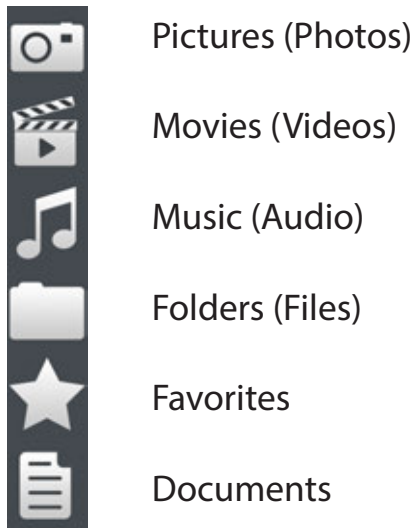 Pictures (Photos)
Movies (Videos)
Music (Audio)
Folders (Files)
Favorites
Documents